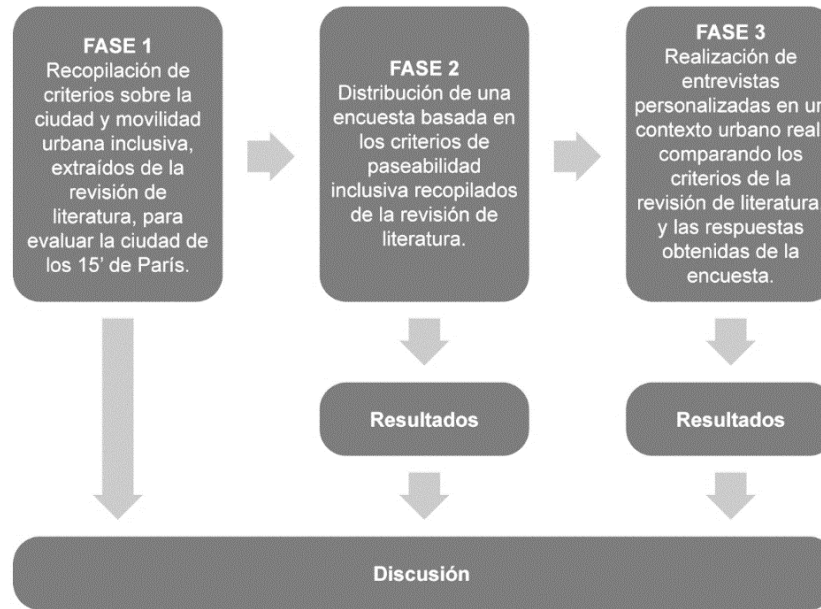 FASE 1
Recopilación de
criterios sobre la
ciudad y movilidad
urbana inclusiva,
extraídos de la
revisión de
literatura, para
evaluar la ciudad de
los 15' de París.
FASE 2
Distribución de una
encuesta basada en
los criterios de
paseabilidad
inclusiva recopilados
de la revisión de
literatura.
FASE 3
Realización de
entrevistas
personalizadas en un
contexto urbano real
comparando los
criterios de la
revisión de literatura
y las respuestas
obtenidas de la
encuesta.
Resultados
Resultados
Discusión